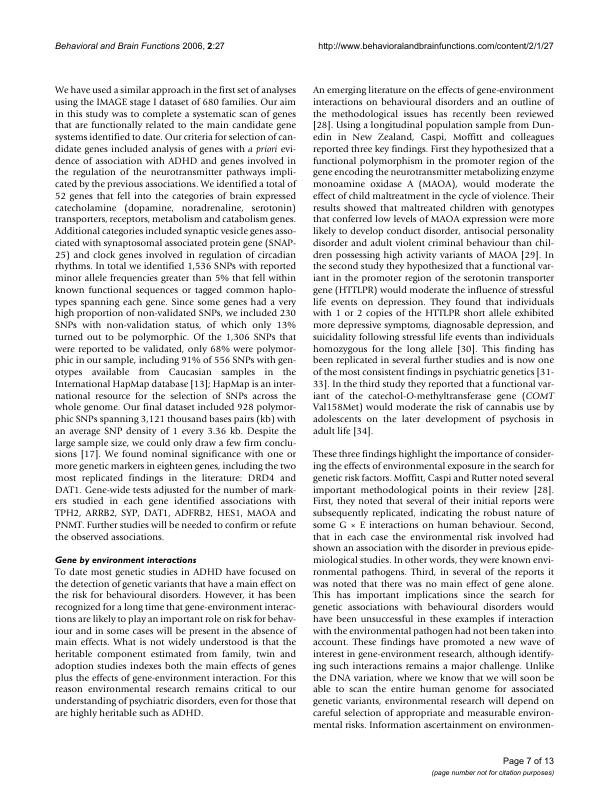 Behavioral and Brain Functions 2006, 2:27
http://www.behavioralandbrainfunctions.com/content/2/1/27
We have used a similar approach in the first set of analyses
using the IMAGE stage I dataset of 680 families. Our aim
in this study was to complete a systematic scan of genes
that are functionally related to the main candidate gene
systems identified to date. Our criteria for selection of can-
didate genes included analysis of genes with a priori evi-
dence of association with ADHD and genes involved in
the regulation of the neurotransmitter pathways impli-
cated by the previous associations. We identified a total of
52 genes that fell into the categories of brain expressed
catecholamine (dopamine, noradrenaline, serotonin)
transporters, receptors, metabolism and catabolism genes.
Additional categories included synaptic vesicle genes asso-
ciated with synaptosomal associated protein gene (SNAP-
25) and clock genes involved in regulation of circadian
rhythms. In total we identified 1,536 SNPs with reported
minor allele frequencies greater than 5% that fell within
known functional sequences or tagged common haplo-
types spanning each gene. Since some genes had a very
high proportion of non-validated SNPs, we included 230
SNPs with non-validation status, of which only 13%
turned out to be polymorphic. Of the 1,306 SNPs that
were reported to be validated, only 68% were polymor-
phic in our sample, including 91% of 556 SNPs with gen-
otypes available from Caucasian samples in the
International HapMap database [13]; HapMap is an inter-
national resource for the selection of SNPs across the
whole genome. Our final dataset included 928 polymor-
phic SNPs spanning 3,121 thousand bases pairs (kb) with
an average SNP density of 1 every 3.36 kb. Despite the
large sample size, we could only draw a few firm conclu-
sions [17]. We found nominal significance with one or
more genetic markers in eighteen genes, including the two
most replicated findings in the literature: DRD4 and
DAT1. Gene-wide tests adjusted for the number of mark-
ers studied in each gene identified associations with
TPH2, ARRB2, SYP, DAT1, ADFRB2, HES1, MAOA and
PNMT. Further studies will be needed to confirm or refute
the observed associations.
Gene by environment interactions
To date most genetic studies in ADHD have focused on
the detection of genetic variants that have a main effect on
the risk for behavioural disorders. However, it has been
recognized for a long time that gene-environment interac-
tions are likely to play an important role on risk for behav-
iour and in some cases will be present in the absence of
main effects. What is not widely understood is that the
heritable component estimated from family, twin and
adoption studies indexes both the main effects of genes
plus the effects of gene-environment interaction. For this
reason environmental research remains critical to our
understanding of psychiatric disorders, even for those that
are highly heritable such as ADHD.
An emerging literature on the effects of gene-environment
interactions on behavioural disorders and an outline of
the methodological issues has recently been reviewed
[28]. Using a longitudinal population sample from Dun-
edin in New Zealand, Caspi, Moffitt and colleagues
reported three key findings. First they hypothesized that a
functional polymorphism in the promoter region of the
gene encoding the neurotransmitter metabolizing enzyme
monoamine oxidase A (MAOA), would moderate the
effect of child maltreatment in the cycle of violence. Their
results showed that maltreated children with genotypes
that conferred low levels of MAOA expression were more
likely to develop conduct disorder, antisocial personality
disorder and adult violent criminal behaviour than chil-
dren possessing high activity variants of MAOA [29]. In
the second study they hypothesized that a functional var-
iant in the promoter region of the serotonin transporter
gene (HTTLPR) would moderate the influence of stressful
life events on depression. They found that individuals
with 1 or 2 copies of the HTTLPR short allele exhibited
more depressive symptoms, diagnosable depression, and
suicidality following stressful life events than individuals
homozygous for the long allele [30]. This finding has
been replicated in several further studies and is now one
of the most consistent findings in psychiatric genetics [31-
33]. In the third study they reported that a functional var-
iant of the catechol-O-methyltransferase gene (COMT
Val158Met) would moderate the risk of cannabis use by
adolescents on the later development of psychosis in
adult life [34].
These three findings highlight the importance of consider-
ing the effects of environmental exposure in the search for
genetic risk factors. Moffitt, Caspi and Rutter noted several
important methodological points in their review [28].
First, they noted that several of their initial reports were
subsequently replicated, indicating the robust nature of
some G × E interactions on human behaviour. Second,
that in each case the environmental risk involved had
shown an association with the disorder in previous epide-
miological studies. In other words, they were known envi-
ronmental pathogens. Third, in several of the reports it
was noted that there was no main effect of gene alone.
This has important implications since the search for
genetic associations with behavioural disorders would
have been unsuccessful in these examples if interaction
with the environmental pathogen had not been taken into
account. These findings have promoted a new wave of
interest in gene-environment research, although identify-
ing such interactions remains a major challenge. Unlike
the DNA variation, where we know that we will soon be
able to scan the entire human genome for associated
genetic variants, environmental research will depend on
careful selection of appropriate and measurable environ-
mental risks. Information ascertainment on environmen-
Page 7 of 13
(page number not for citation purposes)